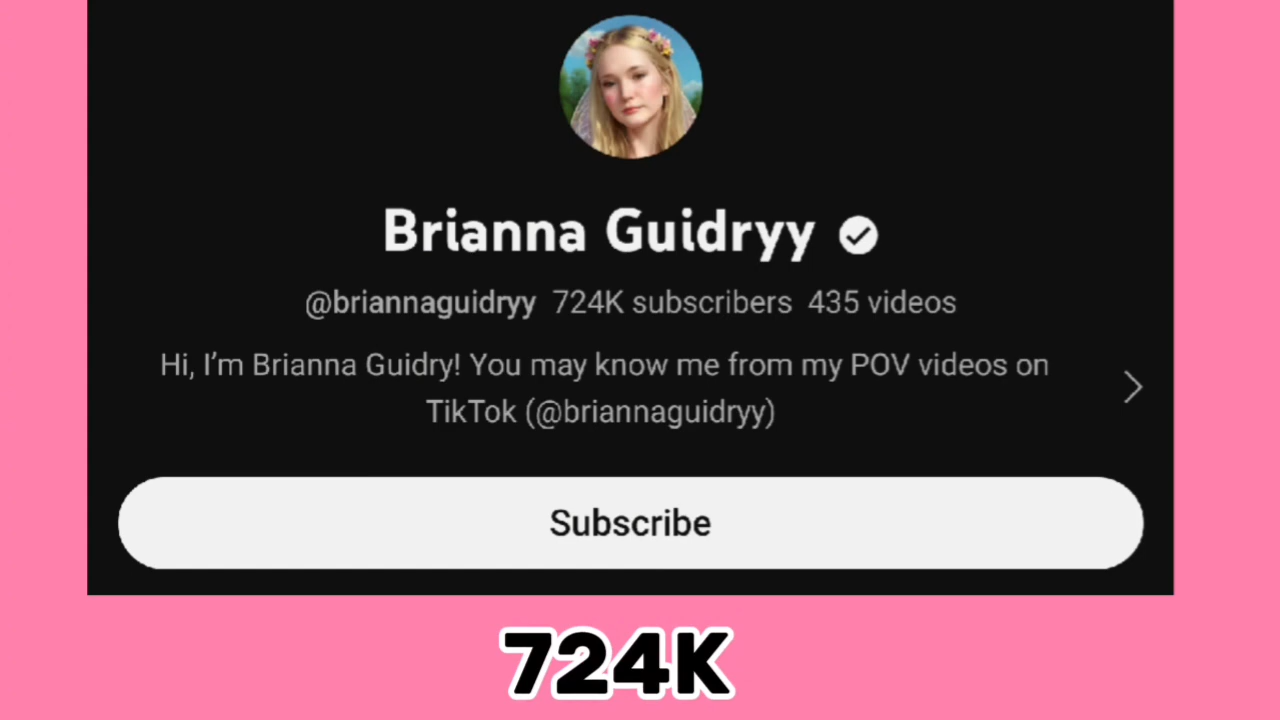 Brianna Guidryy
@briannaguidryy 724K subscribers 435 videos
Hi, I’m Brianna Guidry! You may know me from my POV videos on
TikTok (@briannaguidryy)
Subscribe
724K